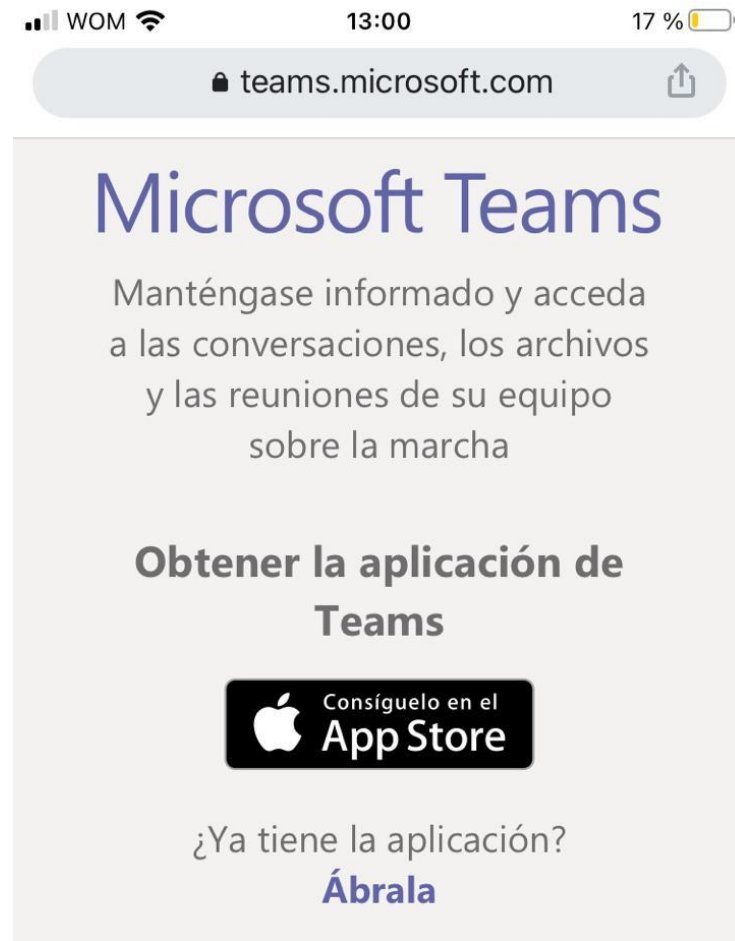 WOM 13:00 17 %
teams.microsoft.com
Microsoft Teams
Manténgase informado y acceda
a las conversaciones, los archivos
y las reuniones de su equipo
sobre la marcha
Obtener la aplicación de
Teams
Consíguelo en el
App Store
¿Ya tiene la aplicación?
Ábrala